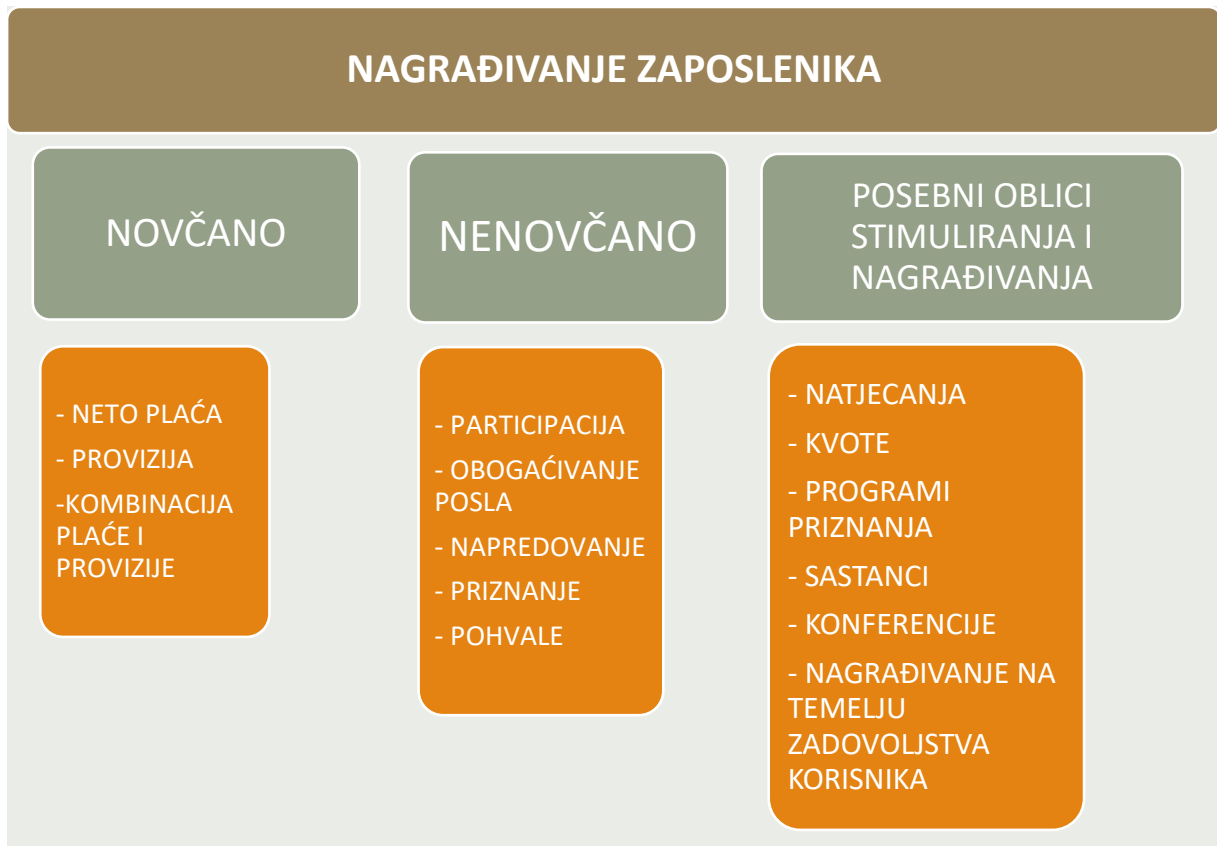 NAGRAĐIVANJE ZAPOSLENIKA
NOVČANO
- NETO PLAĆA
- PROVIZIJA
-KOMBINACIJA
PLAĆE I
PROVIZIJE
NENOVČANO
- PARTICIPACIJA
- OBOGAĆIVANJE
POSLA
- NAPREDOVANJE
- PRIZNANJE
- POHVALE
POSEBNI OBLICI
STIMULIRANJA I
NAGRAĐIVANJA
- NATJECANJA
- KVOTE
- PROGRAMI
PRIZNANJA
- SASTANCI
- KONFERENCIJE
- NAGRAĐIVANJE NA
TEMELJU
ZADOVOLJSTVA
KORISNIKA